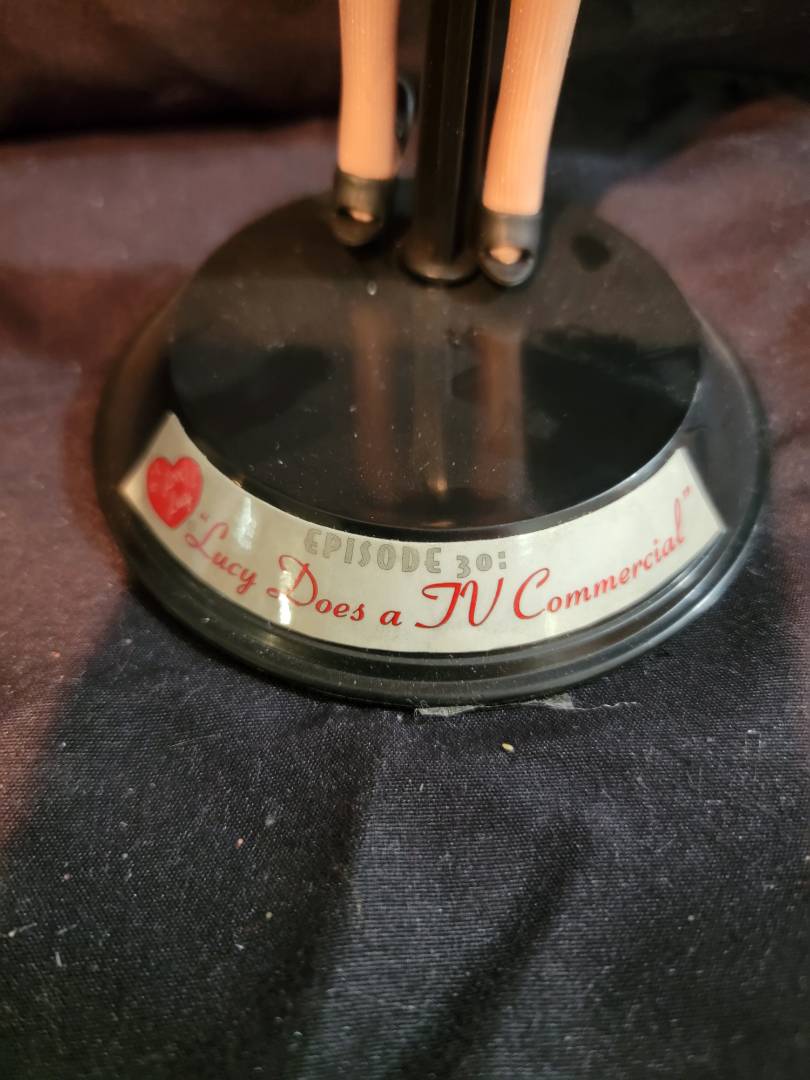 EPISODE 30:
"Lucy Does a TV Commercial"